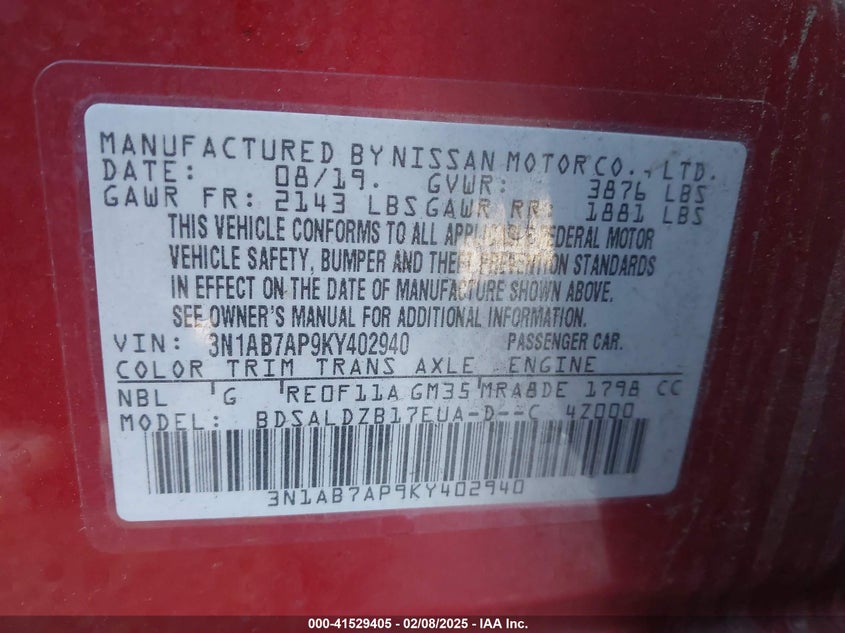 MANUFACTURED BY NISSAN MOTOR CO., LTD.
DATE: 08/19. GVWR: 3876 LBS
GAWR FR: 2143 LBS GAWR RR: 1881 LBS
THIS VEHICLE CONFORMS TO ALL APPLICABLE FEDERAL MOTOR
VEHICLE SAFETY, BUMPER AND THEFT PREVENTION STANDARDS
IN EFFECT ON THE DATE OF MANUFACTURE SHOWN ABOVE.
SEE OWNER'S MANUAL FOR ADDITIONAL INFORMATION.
VIN: 3N1AB7AP9KY402940 PASSENGER CAR.
COLOR TRIM TRANS AXLE ENGINE
NBL G RE0F11A GM35 MRA8DE 1798 CC
MODEL: BDSALDZB17EUA-D--C 4Z000
3N1AB7AP9KY402940
000-41529405 - 02/08/2025 - IAA Inc.